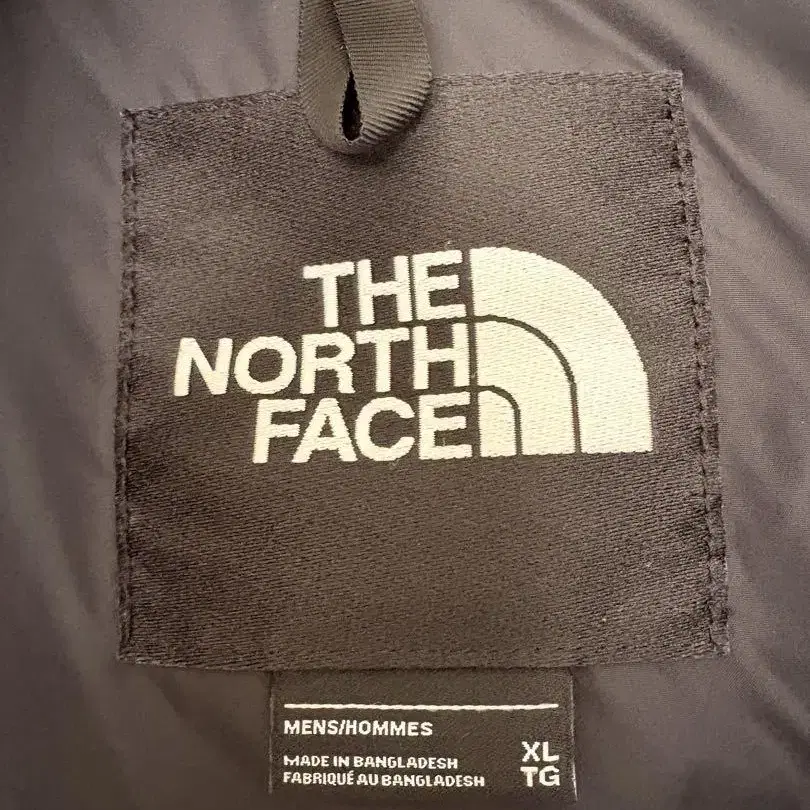 THE
NORTH
FACE
MENS/HOMMES
MADE IN BANGLADESH
FABRIQUÉ AU BANGLADESH
XL
TG